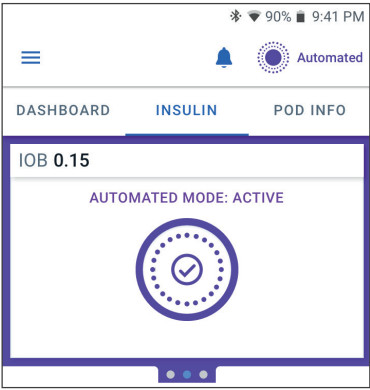 90% 9:41 PM
Automated
DASHBOARD INSULIN POD INFO
IOB 0.15
AUTOMATED MODE: ACTIVE